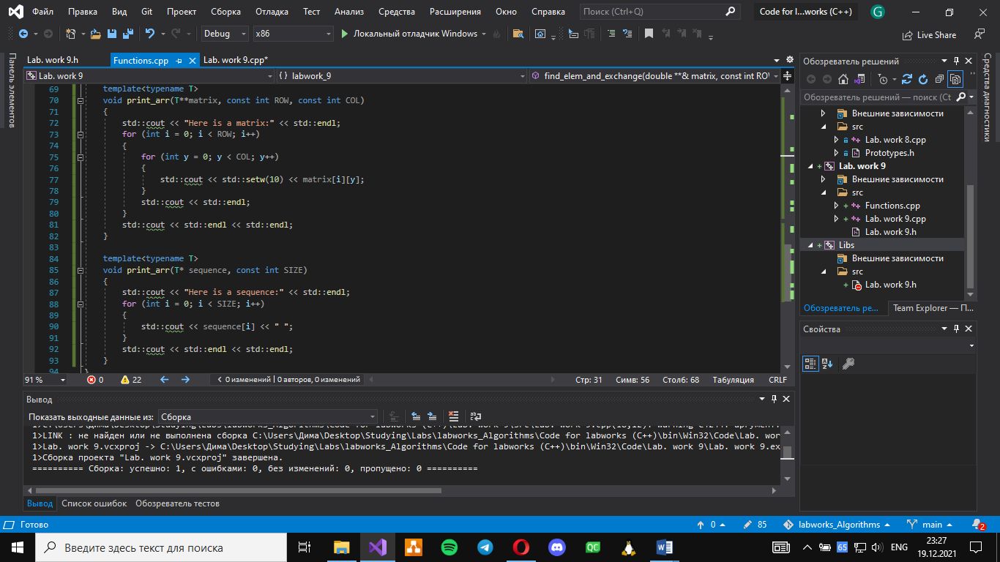 Файл Правка Вид Git Проект Сборка Отладка Тест Анализ Средства Расширения Окно Справка Поиск (Ctrl+Q) Code for l...works (C++) G
Debug x86 Локальный отладчик Windows Live Share
Панель элементов
Lab. work 9.h Functions.cpp Lab. work 9.cpp*
Lab. work 9 { } labwork_9 find_elem_and_exchange(double **& matrix, const int ROW
69 template<typename T>
70 void print_arr(T**matrix, const int ROW, const int COL)
71 {
72 std::cout << "Here is a matrix:" << std::endl;
73 for (int i = 0; i < ROW; i++)
74 {
75 for (int y = 0; y < COL; y++)
76 {
77 std::cout << std::setw(10) << matrix[i][y];
78 }
79 std::cout << std::endl;
80 }
81 std::cout << std::endl << std::endl;
82 }
83
84 template<typename T>
85 void print_arr(T* sequence, const int SIZE)
86 {
87 std::cout << "Here is a sequence:" << std::endl;
88 for (int i = 0; i < SIZE; i++)
89 {
90 std::cout << sequence[i] << " ";
91 }
92 std::cout << std::endl << std::endl;
93 }
94 }
91 % 0 22 0 изменений | 0 авторов, 0 изменений Стр: 31 Симв: 56 Столб: 68 Табуляция CRLF
Вывод
Показать выходные данные из: Сборка
1>LINK : не найден или не выполнена сборка C:\Users\Дима\Desktop\Studying\Labs\labworks_Algorithms\Code for labworks (C++)\bin\Win32\Code\Lab. wor
1>Lab. work 9.vcxproj -> C:\Users\Дима\Desktop\Studying\Labs\labworks_Algorithms\Code for labworks (C++)\bin\Win32\Code\Lab. work 9\Lab. work 9.ex
1>Сборка проекта "Lab. work 9.vcxproj" завершена.
========== Сборка: успешно: 1, с ошибками: 0, без изменений: 0, пропущено: 0 ==========
Вывод Список ошибок Обозреватель тестов
Обозреватель решений
Обозреватель решений — поиск (Ct
Внешние зависимости
src
Lab. work 8.cpp
Prototypes.h
Lab. work 9
Внешние зависимости
src
Functions.cpp
Lab. work 9.cpp
Lab. work 9.h
Libs
Внешние зависимости
src
Lab. work 9.h
Обозреватель ре... Team Explorer — П...
Свойства
Средства диагностики
Готово 0 85 labworks_Algorithms main 2
Введите здесь текст для поиска QC 65 ENG 23:27
19.12.2021